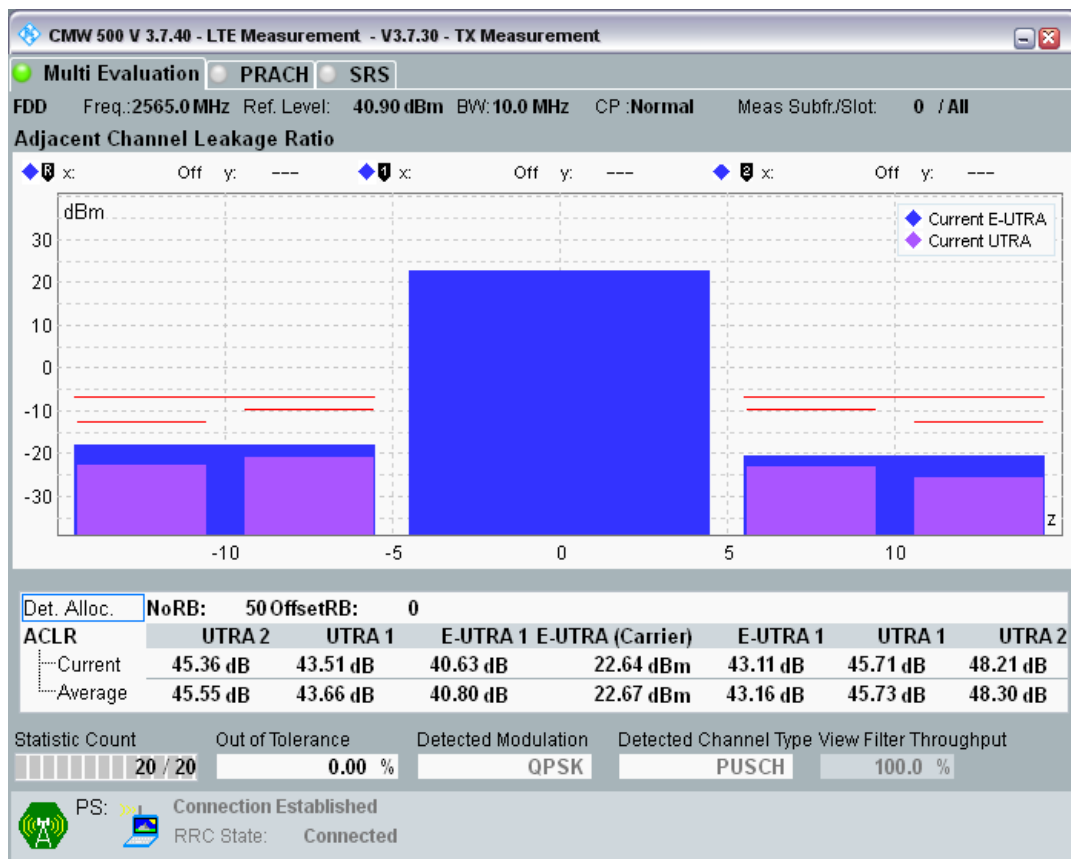 CMW 500 V 3.7.40 - LTE Measurement - V3.7.30 - TX Measurement
Multi Evaluation PRACH SRS
FDD Freq.:2565.0 MHz Ref. Level: 40.90 dBm BW: 10.0 MHz CP :Normal Meas Subfr./Slot: 0 / All
Adjacent Channel Leakage Ratio
R x: Off y: --- 1 x: Off y: --- 2 x: Off y: ---
dBm
Current E-UTRA
Current UTRA
30
20
10
0
-10
-20
-30
z
-10 -5 0 5 10
Det. Alloc. NoRB: 50 OffsetRB: 0
ACLR UTRA 2 UTRA 1 E-UTRA 1 E-UTRA (Carrier) E-UTRA 1 UTRA 1 UTRA 2
Current 45.36 dB 43.51 dB 40.63 dB 22.64 dBm 43.11 dB 45.71 dB 48.21 dB
Average 45.55 dB 43.66 dB 40.80 dB 22.67 dBm 43.16 dB 45.73 dB 48.30 dB
Statistic Count Out of Tolerance Detected Modulation Detected Channel Type View Filter Throughput
20 / 20 0.00 % QPSK PUSCH 100.0 %
PS: Connection Established
RRC State: Connected